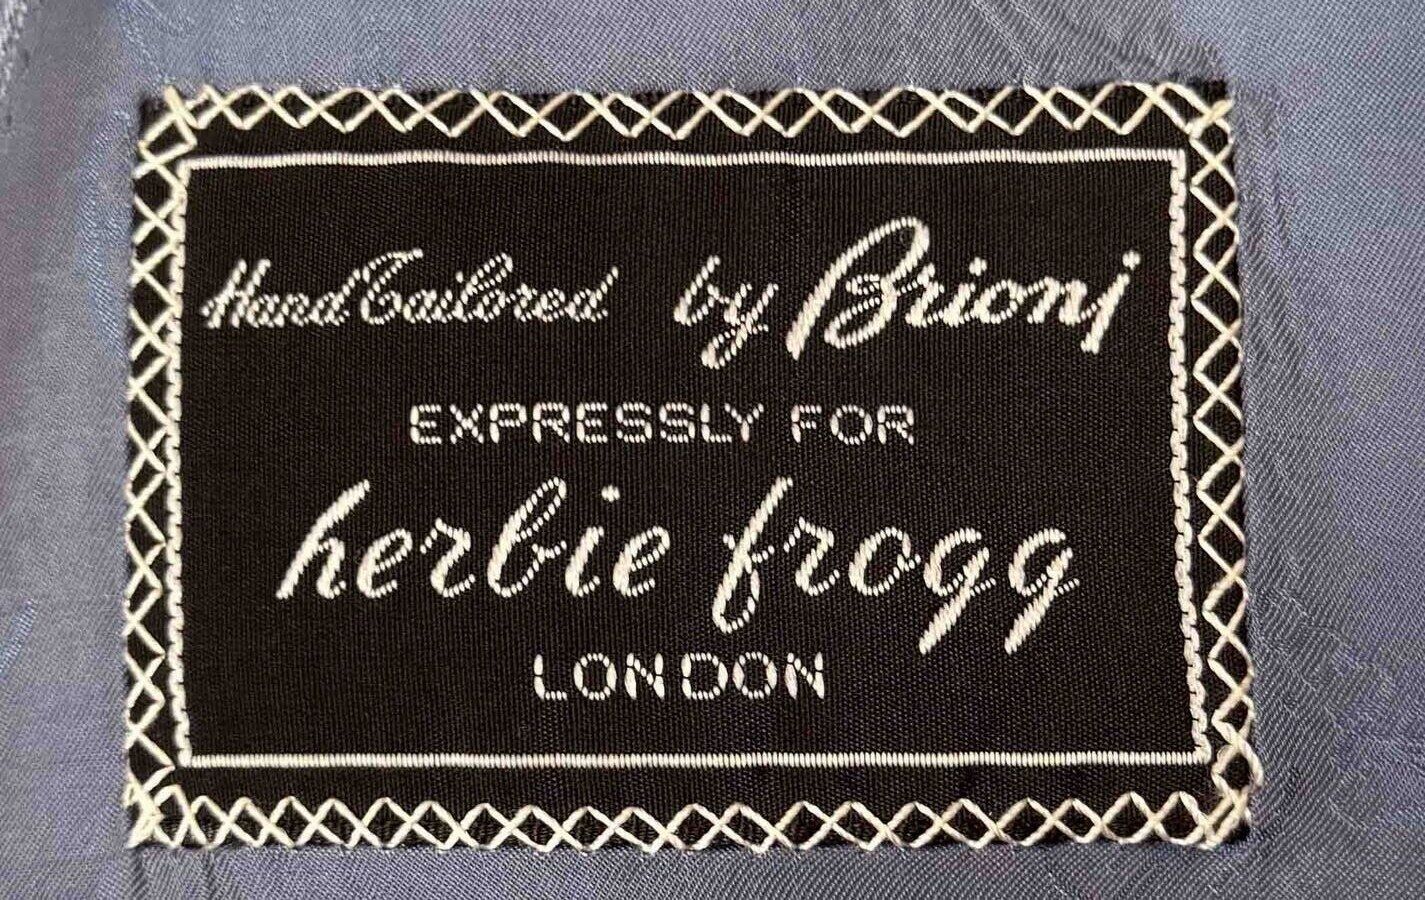 Hand Tailored by Brioni
EXPRESSLY FOR
herbie frogg
LONDON